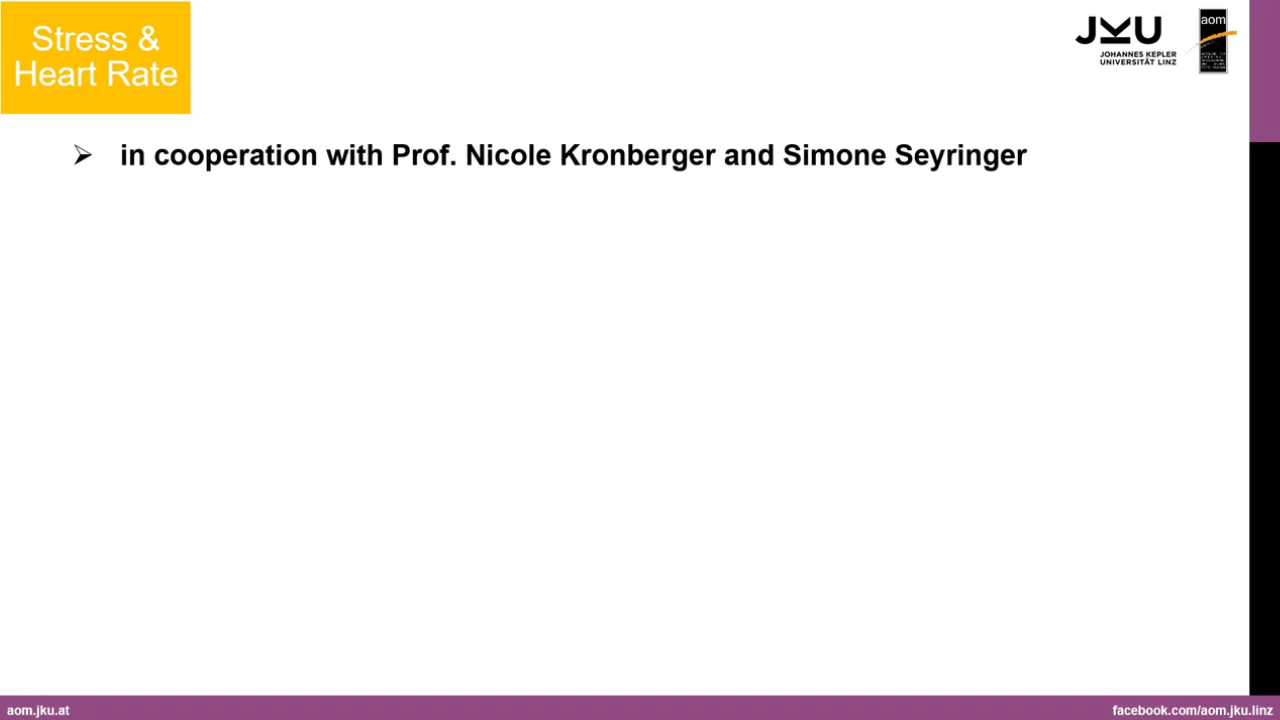 Stress &
Heart Rate
JKU
JOHANNES KEPLER
UNIVERSITÄT LINZ
aom
➢ in cooperation with Prof. Nicole Kronberger and Simone Seyringer
aom.jku.at
facebook.com/aom.jku.linz